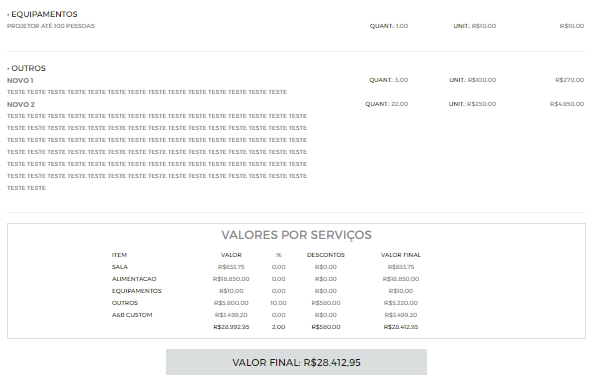 • EQUIPAMENTOS
PROJETOR ATÉ 100 PESSOAS QUANT.: 1,00 UNIT.: R$10,00 R$10,00
• OUTROS
NOVO 1 QUANT.: 3,00 UNIT.: R$100,00 R$270,00
TESTE TESTE TESTE TESTE TESTE TESTE TESTE TESTE TESTE TESTE TESTE TESTE TESTE TESTE
NOVO 2 QUANT.: 22,00 UNIT.: R$250,00 R$4.950,00
TESTE TESTE TESTE TESTE TESTE TESTE TESTE TESTE TESTE TESTE TESTE TESTE TESTE TESTE TESTE
TESTE TESTE TESTE TESTE TESTE TESTE TESTE TESTE TESTE TESTE TESTE TESTE TESTE TESTE TESTE
TESTE TESTE TESTE TESTE TESTE TESTE TESTE TESTE TESTE TESTE TESTE TESTE TESTE TESTE TESTE
TESTE TESTE TESTE TESTE TESTE TESTE TESTE TESTE TESTE TESTE TESTE TESTE TESTE TESTE TESTE
TESTE TESTE TESTE TESTE TESTE TESTE TESTE TESTE TESTE TESTE TESTE TESTE TESTE TESTE TESTE
TESTE TESTE TESTE TESTE TESTE TESTE TESTE TESTE TESTE TESTE TESTE TESTE TESTE TESTE TESTE
TESTE TESTE
VALORES POR SERVIÇOS
ITEM VALOR % DESCONTOS VALOR FINAL
SALA R$833,75 0,00 R$0,00 R$833,75
ALIMENTACAO R$18.850,00 0,00 R$0,00 R$18.850,00
EQUIPAMENTOS R$10,00 0,00 R$0,00 R$10,00
OUTROS R$5.800,00 10,00 R$580,00 R$5.220,00
A&B CUSTOM R$3.499,20 0,00 R$0,00 R$3.499,20
R$28.992,95 2,00 R$580,00 R$28.412,95
VALOR FINAL: R$28.412,95